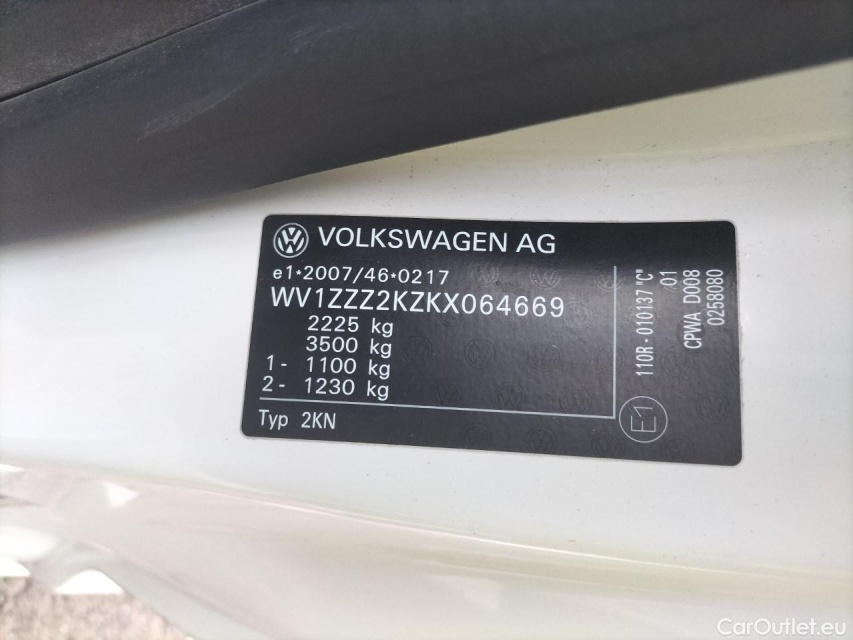 VOLKSWAGEN AG
e1*2007/46*0217
WV1ZZZ2KZKX064669
2225 kg
3500 kg
1- 1100 kg
2- 1230 kg
Typ 2KN
110R - 010137 "C"
01
CPWA D008
0258080
E1
CarOutlet.eu